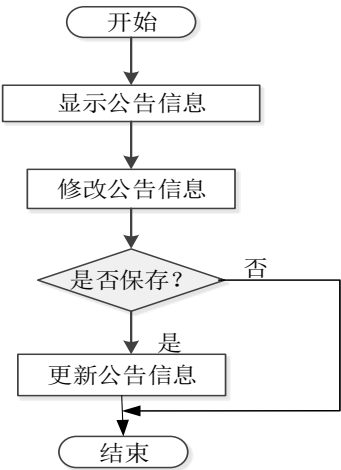 开始
显示公告信息
修改公告信息
是否保存？
否
是
更新公告信息
结束